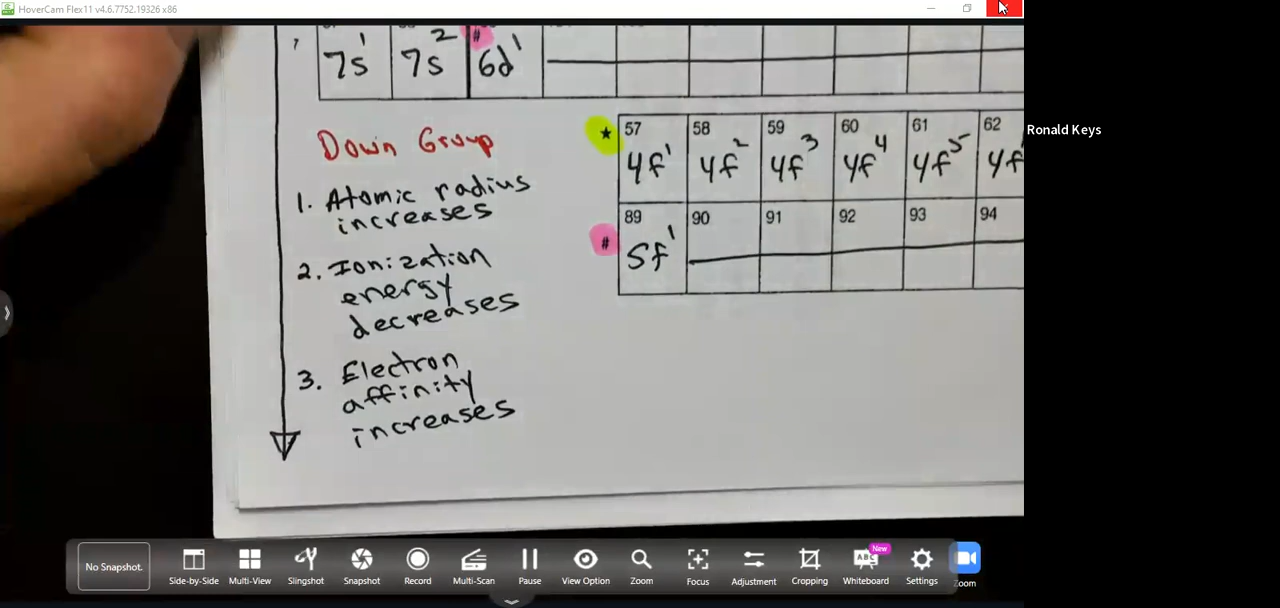 HoverCam Flex11 v4.6.7752.19326 x86
#
7s¹ 7s² 6d¹
Down Group
1. Atomic radius
increases
2. Ionization
energy
decreases
3. Electron
affinity
increases
★ 57 58 59 60 61 62
4f¹ 4f² 4f³ 4f⁴ 4f⁵ 4f
# 89 90 91 92 93 94
5f¹
Ronald Keys
No Snapshot.
Side-by-Side Multi-View Slingshot Snapshot Record Multi-Scan Pause View Option Zoom Focus Adjustment Cropping Whiteboard Settings Zoom
ABC New